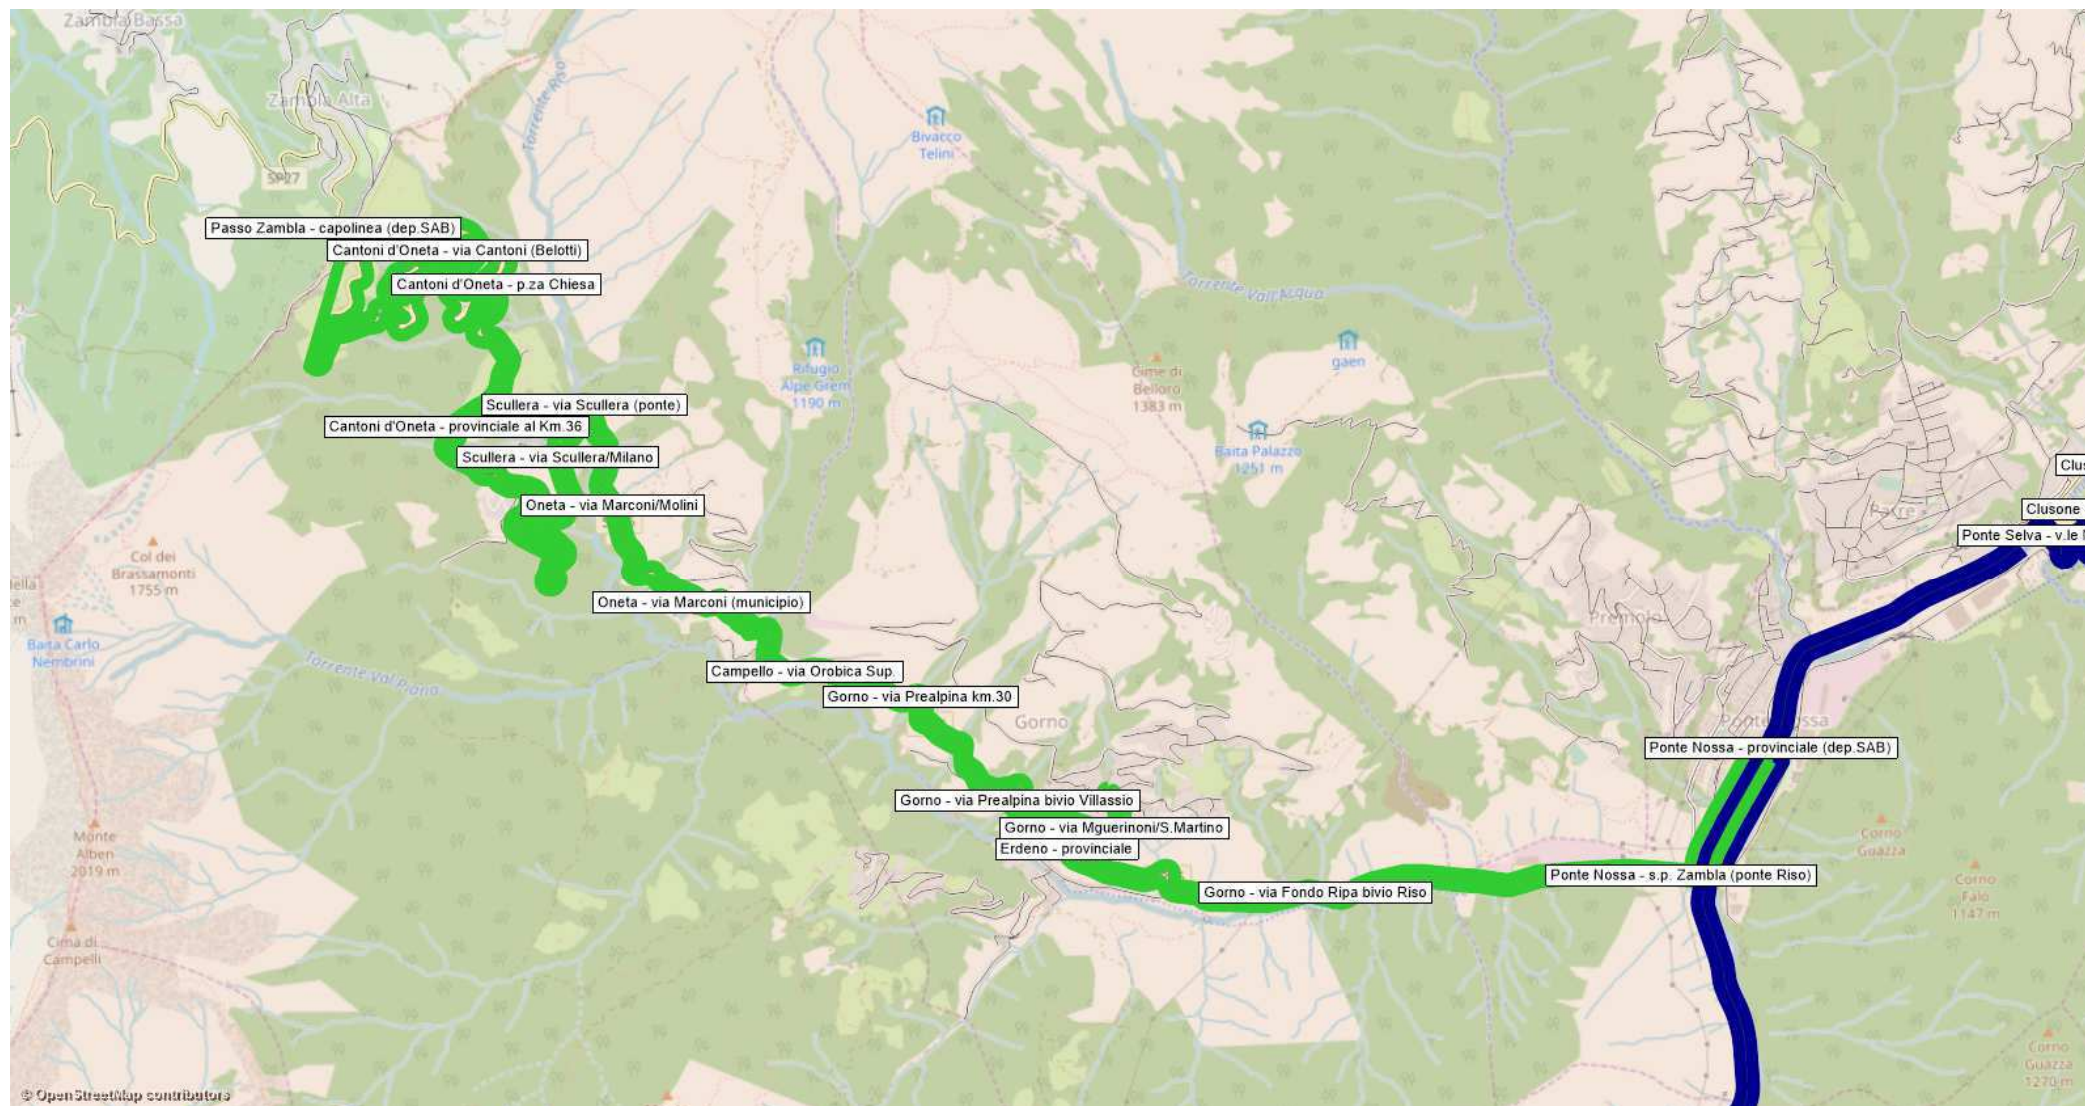 Zambla Bassa
Zambla Alta
Torrente Riso
SP27
Bivacco
Telini
Passo Zambla - capolinea (dep.SAB)
Cantoni d'Oneta - via Cantoni (Belotti)
Cantoni d'Oneta - p.za Chiesa
Torrente Vall'Acqua
Rifugio
Alpe Grem
1190 m
Cime di
Belloro
1383 m
gaen
Scullera - via Scullera (ponte)
Cantoni d'Oneta - provinciale al Km.36
Scullera - via Scullera/Milano
Baita Palazzo
1251 m
Oneta - via Marconi/Molini
Parre
Clus
Clusone
Ponte Selva - v.le
Col dei
Brassamonti
1755 m
ella
te
m
Baita Carlo
Nembrini
Oneta - via Marconi (municipio)
Premolo
Torrente Val Piana
Campello - via Orobica Sup.
Gorno - via Prealpina km.30
Gorno
Ponte Nossa
Ponte Nossa - provinciale (dep.SAB)
Gorno - via Prealpina bivio Villassio
Gorno - via Mguerinoni/S.Martino
Erdeno - provinciale
Monte
Alben
2019 m
Corno
Guazza
Ponte Nossa - s.p. Zambla (ponte Riso)
Gorno - via Fondo Ripa bivio Riso
Corno
Falò
1147 m
Cima di
Campelli
Corno
Guazza
1270 m
© OpenStreetMap contributors